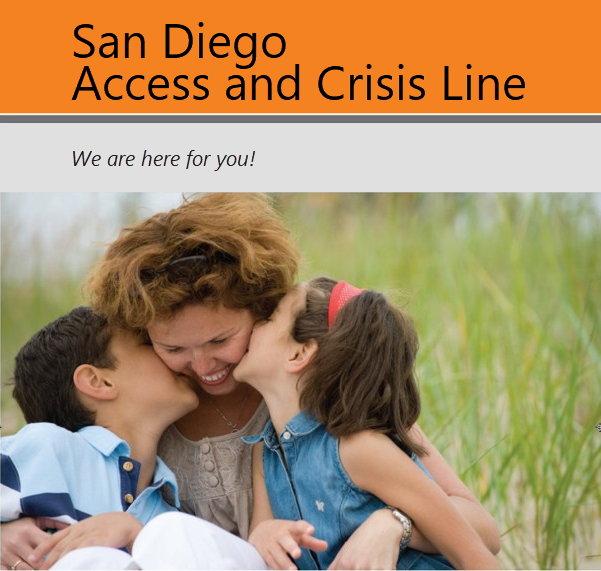 San Diego
Access and Crisis Line
We are here for you!